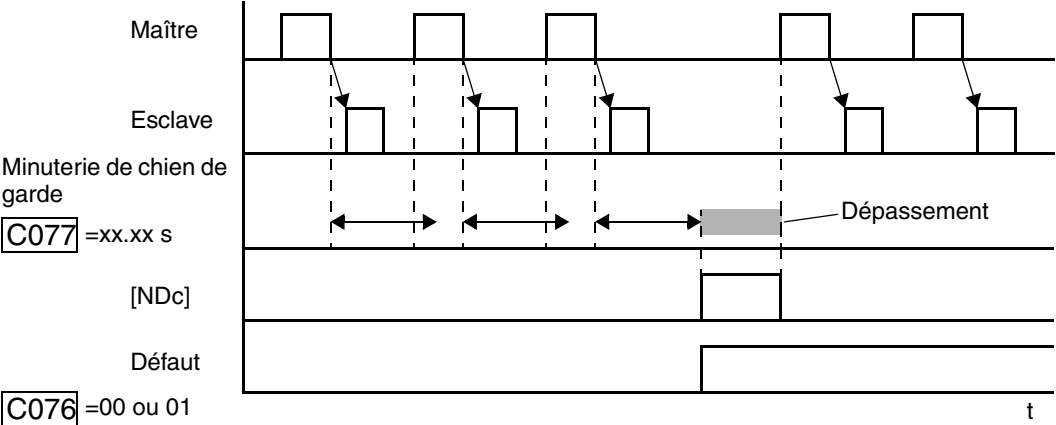 Maître
Esclave
Minuterie de chien de
garde
C077 =xx.xx s
Dépassement
[NDc]
Défaut
C076 =00 ou 01
t